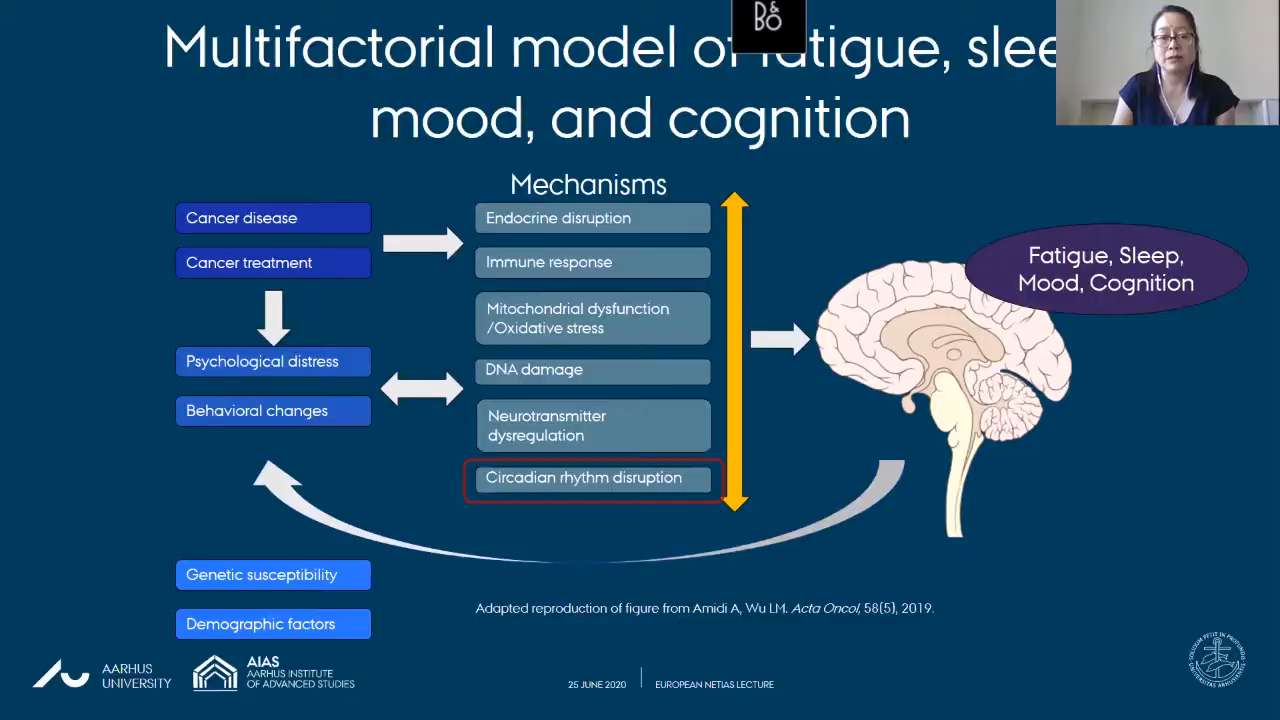 Multifactorial model of fatigue, slee
mood, and cognition
B&O
Mechanisms
Cancer disease
Cancer treatment
Psychological distress
Behavioral changes
Genetic susceptibility
Demographic factors
Endocrine disruption
Immune response
Mitochondrial dysfunction
/Oxidative stress
DNA damage
Neurotransmitter
dysregulation
Circadian rhythm disruption
Fatigue, Sleep,
Mood, Cognition
Adapted reproduction of figure from Amidi A, Wu LM. Acta Oncol, 58(5), 2019.
AARHUS
UNIVERSITY
AIAS
AARHUS INSTITUTE
OF ADVANCED STUDIES
25 JUNE 2020
EUROPEAN NETIAS LECTURE